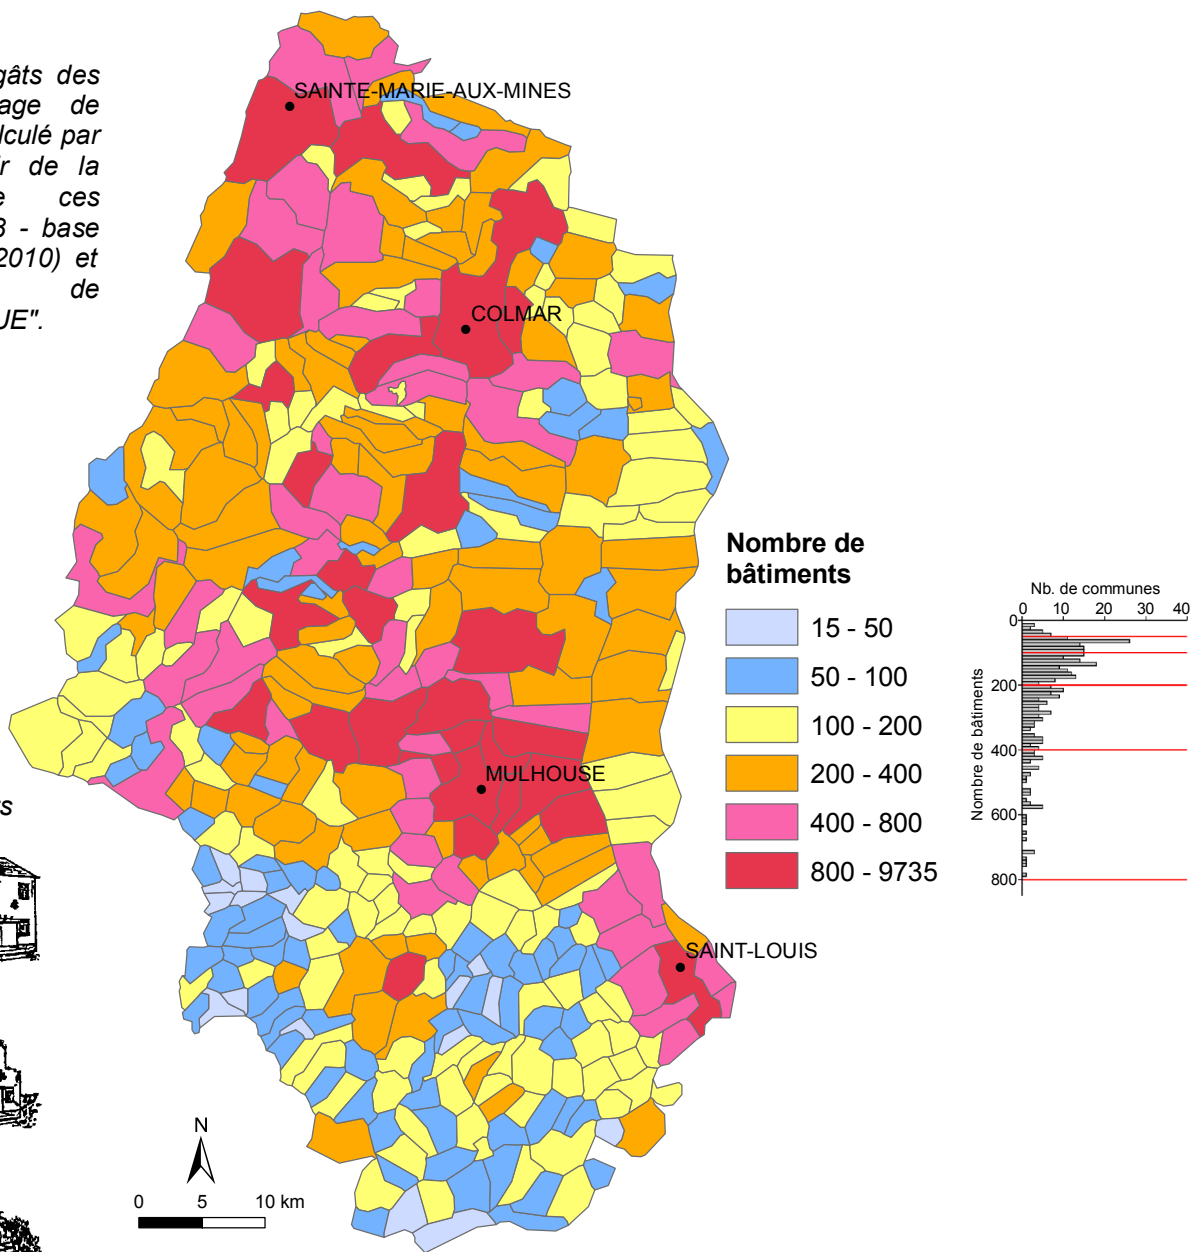 gâts des
age de
lculé par
ir de la
e ces
3 - base
2010) et
de
UE".
SAINTE-MARIE-AUX-MINES
COLMAR
MULHOUSE
SAINT-LOUIS
Nombre de
bâtiments
15 - 50
50 - 100
100 - 200
200 - 400
400 - 800
800 - 9735
Nb. de communes
0 10 20 30 40
Nombre de bâtiments
0
200
400
600
800
N
0 5 10 km